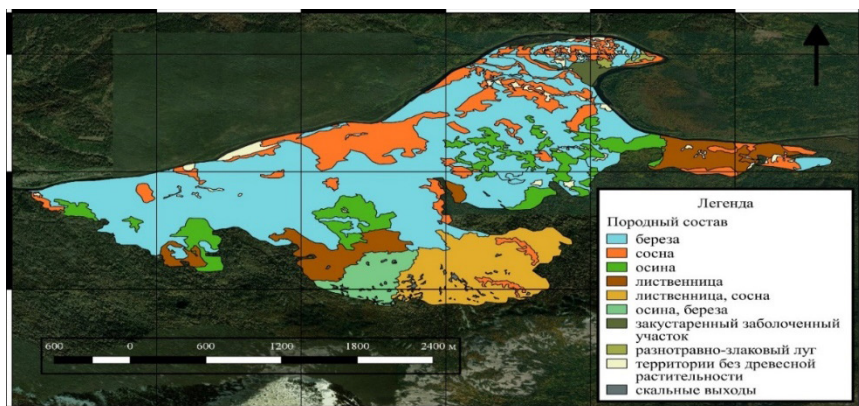 Легенда
Породный состав
береза
сосна
осина
лиственница
лиственница, сосна
осина, береза
закустаренный заболоченный
участок
разнотравно-злаковый луг
территории без древесной
растительности
скальные выходы
600 0 600 1200 1800 2400 м